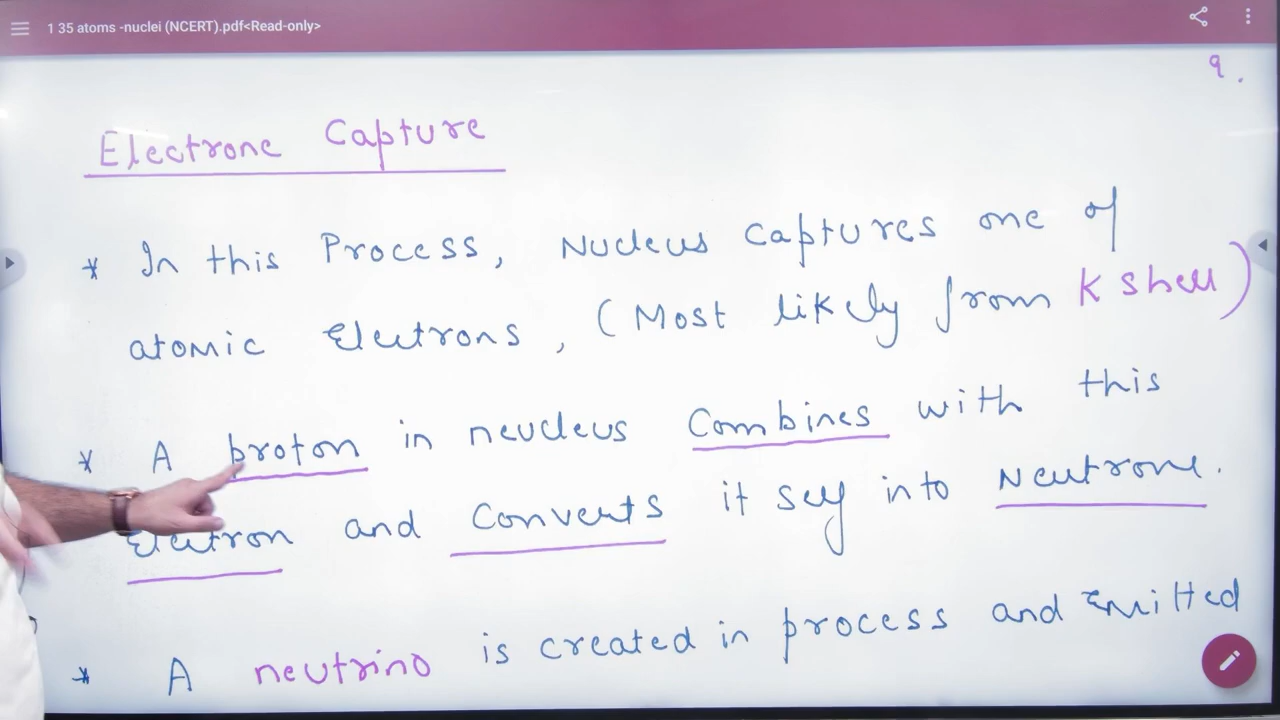 1 35 atoms -nuclei (NCERT).pdf<Read-only>
9.
Electrone Capture
* In this Process, Nucleus Captures one of
atomic Electrons, (Most likely from K shell)
* A proton in neucleus Combines with this
Electron and Converts it self into Neutrone.
* A neutrino is created in process and Emitted